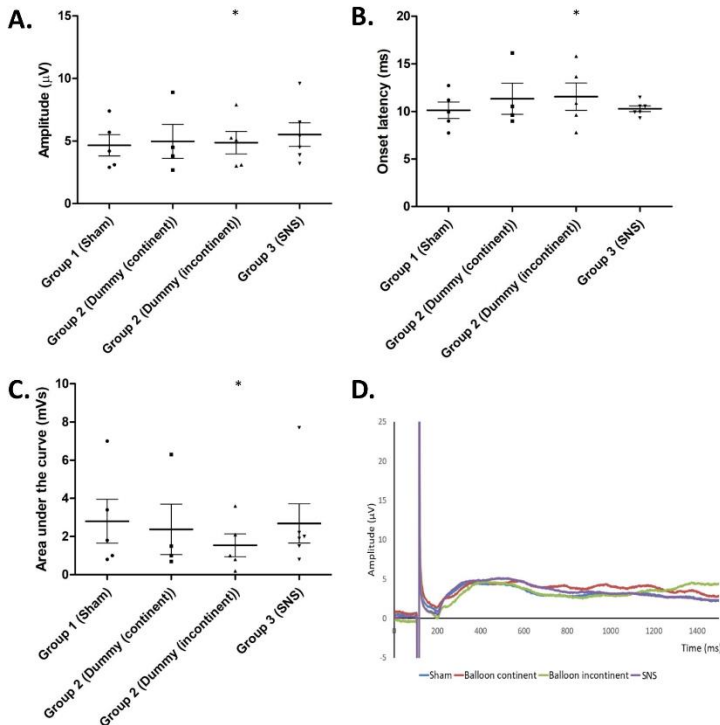 A.
*
Amplitude (µV)
15
10
5
0
Group 1 (Sham)
Group 2 (Dummy (continent))
Group 2 (Dummy (incontinent))
Group 3 (SNS)
B.
*
Onset latency (ms)
20
15
10
5
0
Group 1 (Sham)
Group 2 (Dummy (continent))
Group 2 (Dummy (incontinent))
Group 3 (SNS)
C.
*
Area under the curve (mVs)
10
8
6
4
2
0
Group 1 (Sham)
Group 2 (Dummy (continent))
Group 2 (Dummy (incontinent))
Group 3 (SNS)
D.
Amplitude (µV)
25
20
15
10
5
0
-5
0 200 400 600 800 1000 1200 1400
Time (ms)
Sham Balloon continent Balloon incontinent SNS